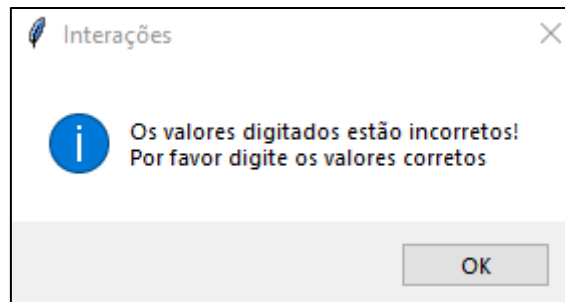 Interações
Os valores digitados estão incorretos!
Por favor digite os valores corretos
OK